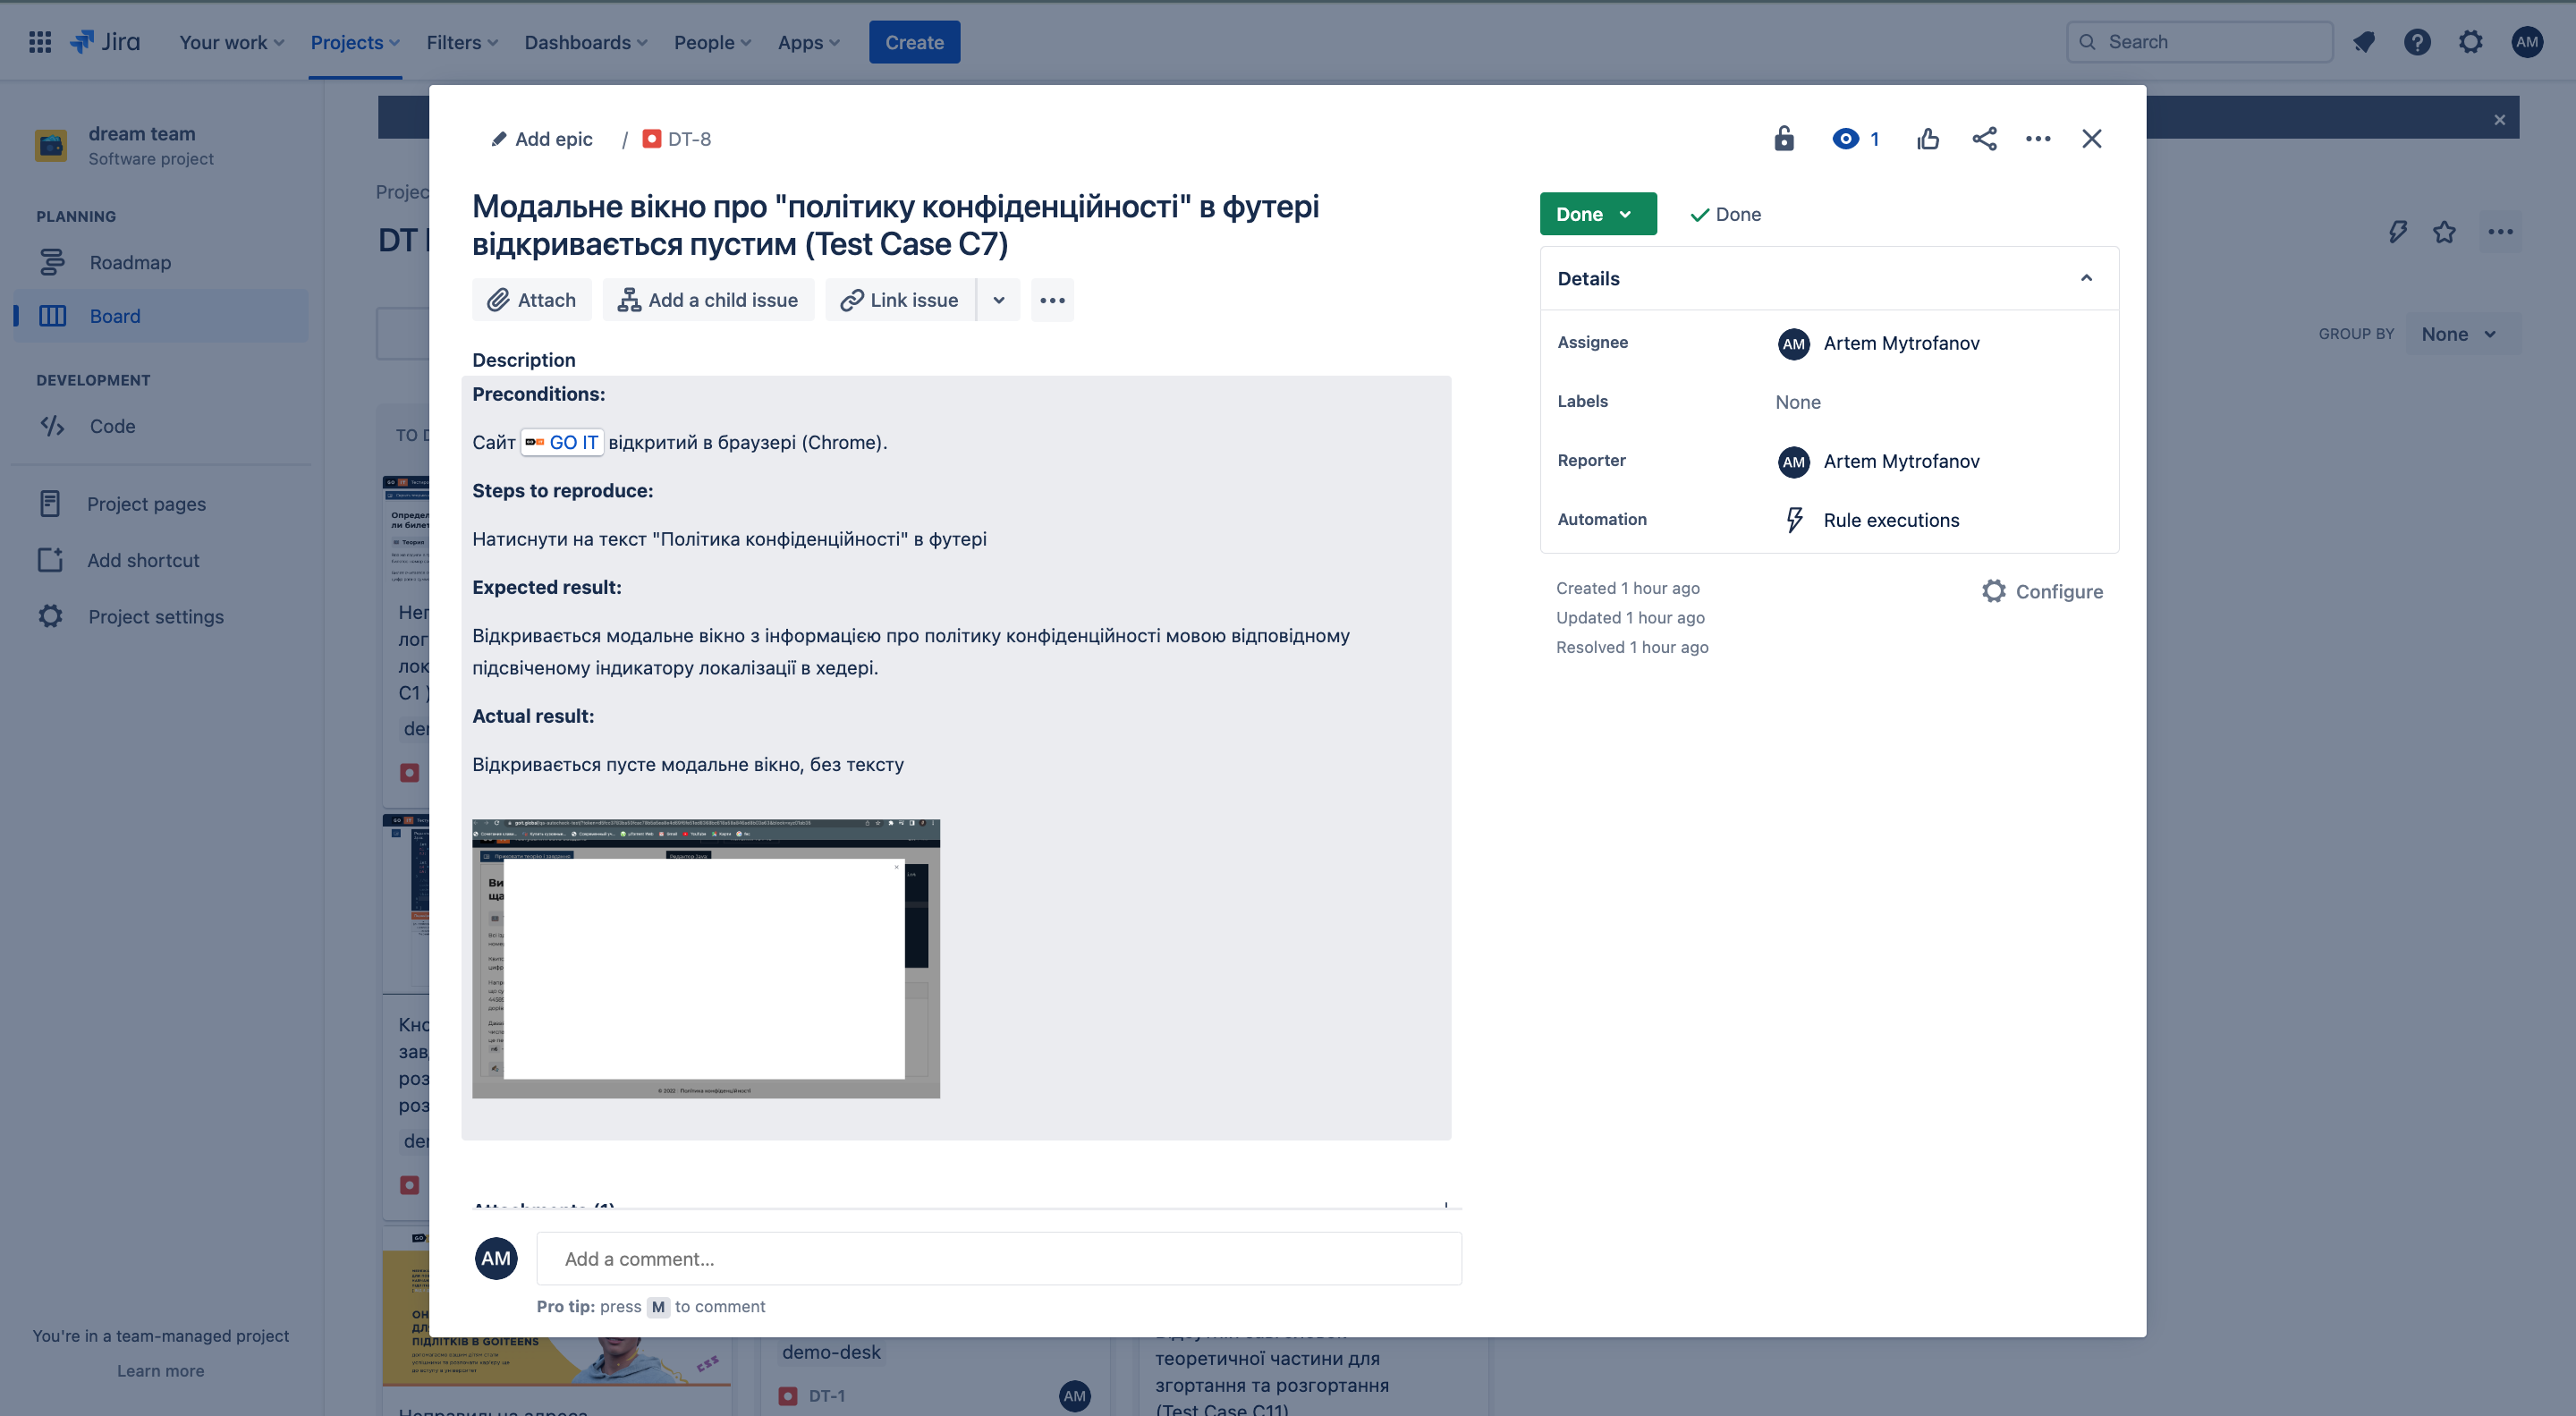 Jira
Your work
Projects
Filters
Dashboards
People
Apps
Create
Search
AM
dream team
Software project
PLANNING
Roadmap
Board
DEVELOPMENT
Code
Project pages
Add shortcut
Project settings
You're in a team-managed project
Learn more
GROUP BY
None
Add epic / DT-8
1
Модальне вікно про "політику конфіденційності" в футері
відкривається пустим (Test Case C7)
Attach
Add a child issue
Link issue
Description
Preconditions:
Сайт GO IT відкритий в браузері (Chrome).
Steps to reproduce:
Натиснути на текст "Політика конфіденційності" в футері
Expected result:
Відкривається модальне вікно з інформацією про політику конфіденційності мовою відповідному
підсвіченому індикатору локалізації в хедері.
Actual result:
Відкривається пусте модальне вікно, без тексту
© 2022 Політика конфіденційності
Attachments (1)
AM
Add a comment...
Pro tip: press M to comment
Done
Done
Details
Assignee
AM Artem Mytrofanov
Labels
None
Reporter
AM Artem Mytrofanov
Automation
Rule executions
Created 1 hour ago
Updated 1 hour ago
Resolved 1 hour ago
Configure
ПІДЛІТКІВ В GOITEENS
demo-desk
DT-1
AM
теоретичної частини для
згортання та розгортання
(Test Case C11)